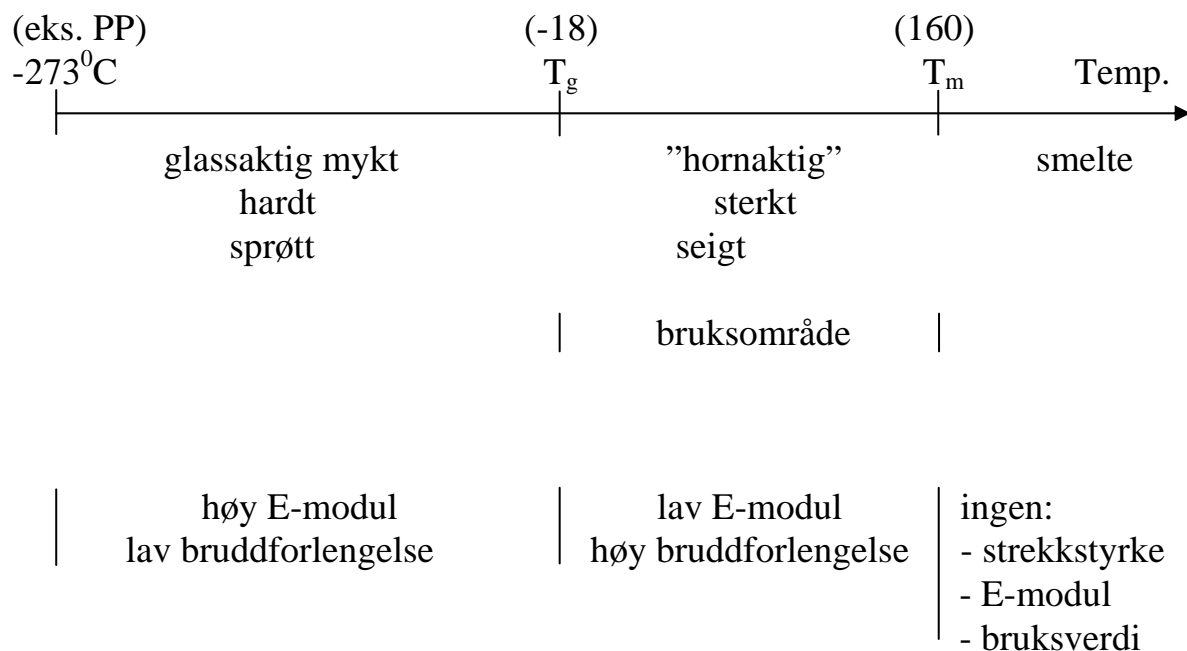 (eks. PP) (-18) (160)
-273⁰C T_g T_m Temp.
glassaktig mykt ”hornaktig” smelte
hardt sterkt
sprøtt seigt
bruksområde
høy E-modul lav E-modul ingen:
lav bruddforlengelse høy bruddforlengelse - strekkstyrke
- E-modul
- bruksverdi